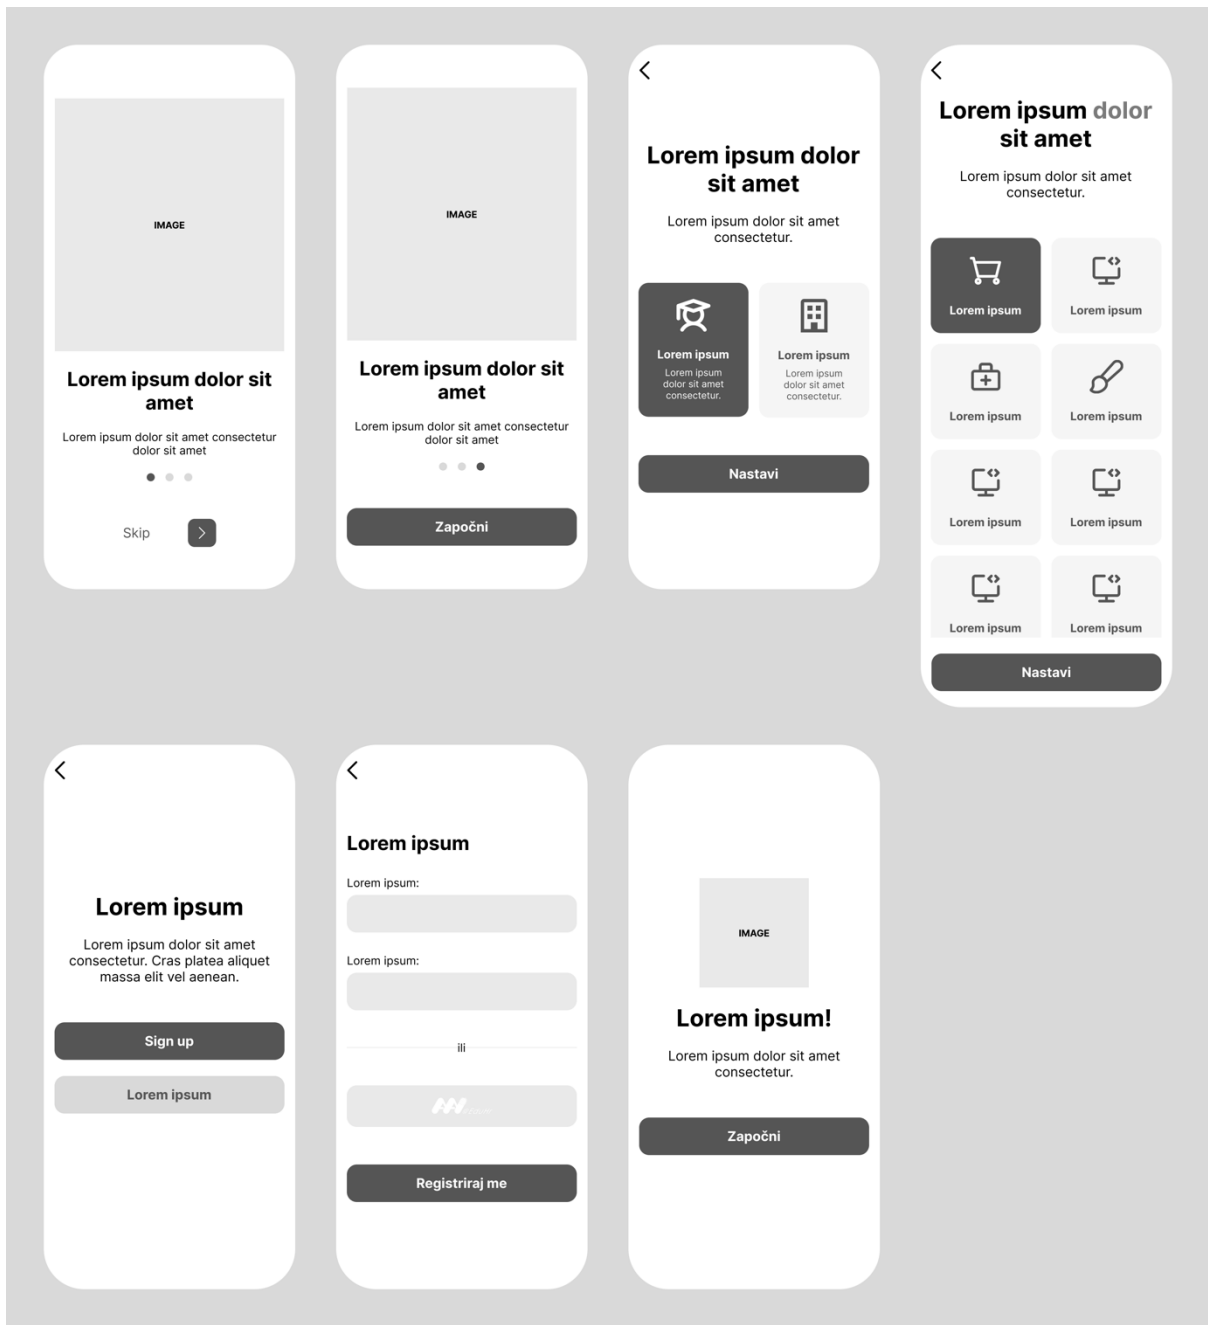 IMAGE
Lorem ipsum dolor sit
amet
Lorem ipsum dolor sit amet consectetur
dolor sit amet
Skip
IMAGE
Lorem ipsum dolor sit
amet
Lorem ipsum dolor sit amet consectetur
dolor sit amet
Započni
Lorem ipsum dolor
sit amet
Lorem ipsum dolor sit amet
consectetur.
Lorem ipsum
Lorem ipsum
dolor sit amet
consectetur.
Lorem ipsum
Lorem ipsum
dolor sit amet
consectetur.
Nastavi
Lorem ipsum dolor
sit amet
Lorem ipsum dolor sit amet
consectetur.
Lorem ipsum
Lorem ipsum
Lorem ipsum
Lorem ipsum
Lorem ipsum
Lorem ipsum
Lorem ipsum
Lorem ipsum
Nastavi
Lorem ipsum
Lorem ipsum dolor sit amet
consectetur. Cras platea aliquet
massa elit vel aenean.
Sign up
Lorem ipsum
Lorem ipsum
Lorem ipsum:
Lorem ipsum:
ili
Registriraj me
IMAGE
Lorem ipsum!
Lorem ipsum dolor sit amet
consectetur.
Započni